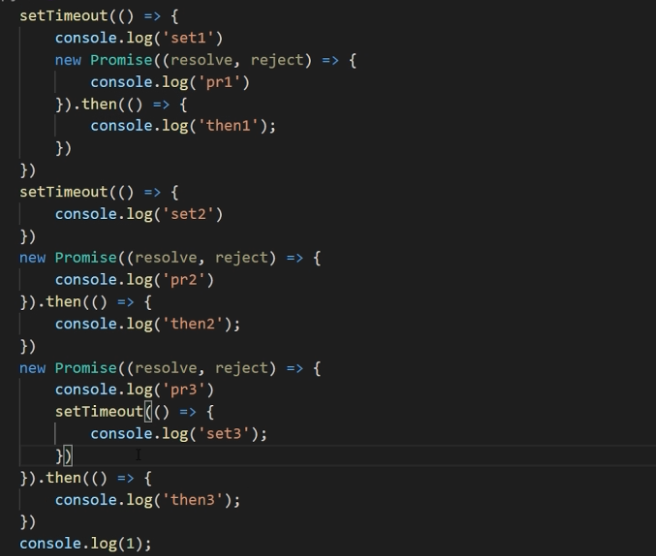 setTimeout(() => {
    console.log('set1')
    new Promise((resolve, reject) => {
        console.log('pr1')
    }).then(() => {
        console.log('then1');
    })
})
setTimeout(() => {
    console.log('set2')
})
new Promise((resolve, reject) => {
    console.log('pr2')
}).then(() => {
    console.log('then2');
})
new Promise((resolve, reject) => {
    console.log('pr3')
    setTimeout(() => {
        console.log('set3');
    })
}).then(() => {
    console.log('then3');
})
console.log(1);